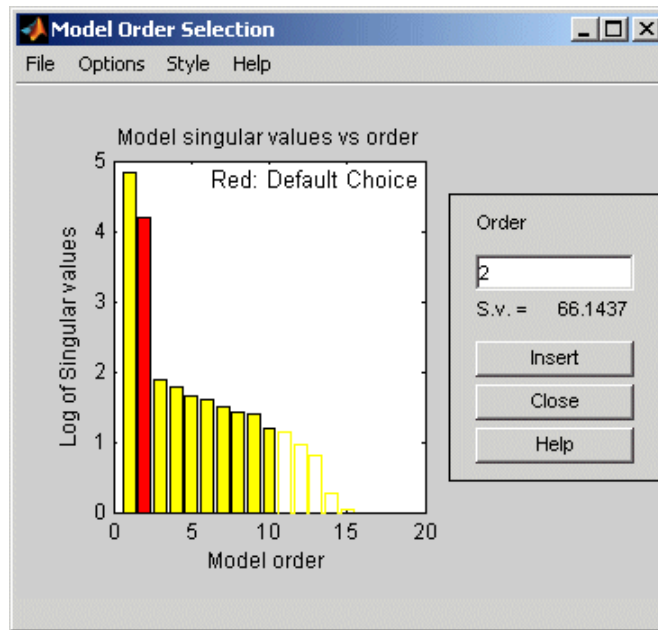 Model Order Selection
File Options Style Help
Model singular values vs order
Red: Default Choice
Log of Singular values
5
4
3
2
1
0
0 5 10 15 20
Model order
Order
2
S.v. = 66.1437
Insert
Close
Help